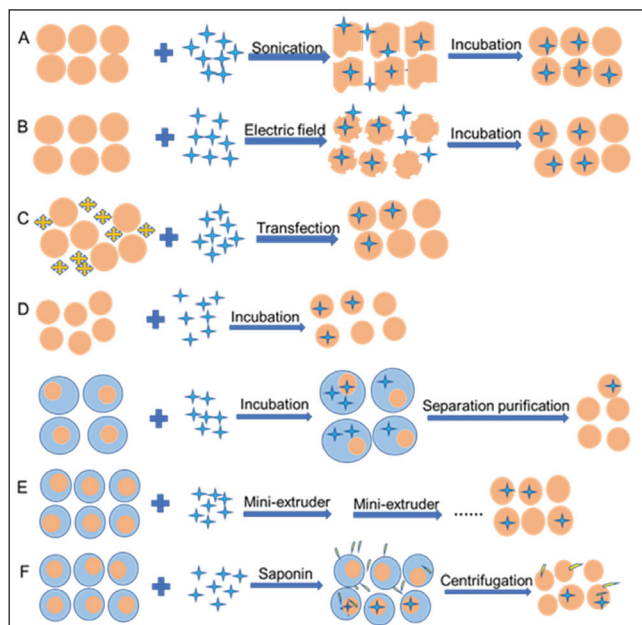 A
Sonication
Incubation
B
Electric field
Incubation
C
Transfection
D
Incubation
Incubation
Separation purification
E
Mini-extruder
Mini-extruder
......
F
Saponin
Centrifugation